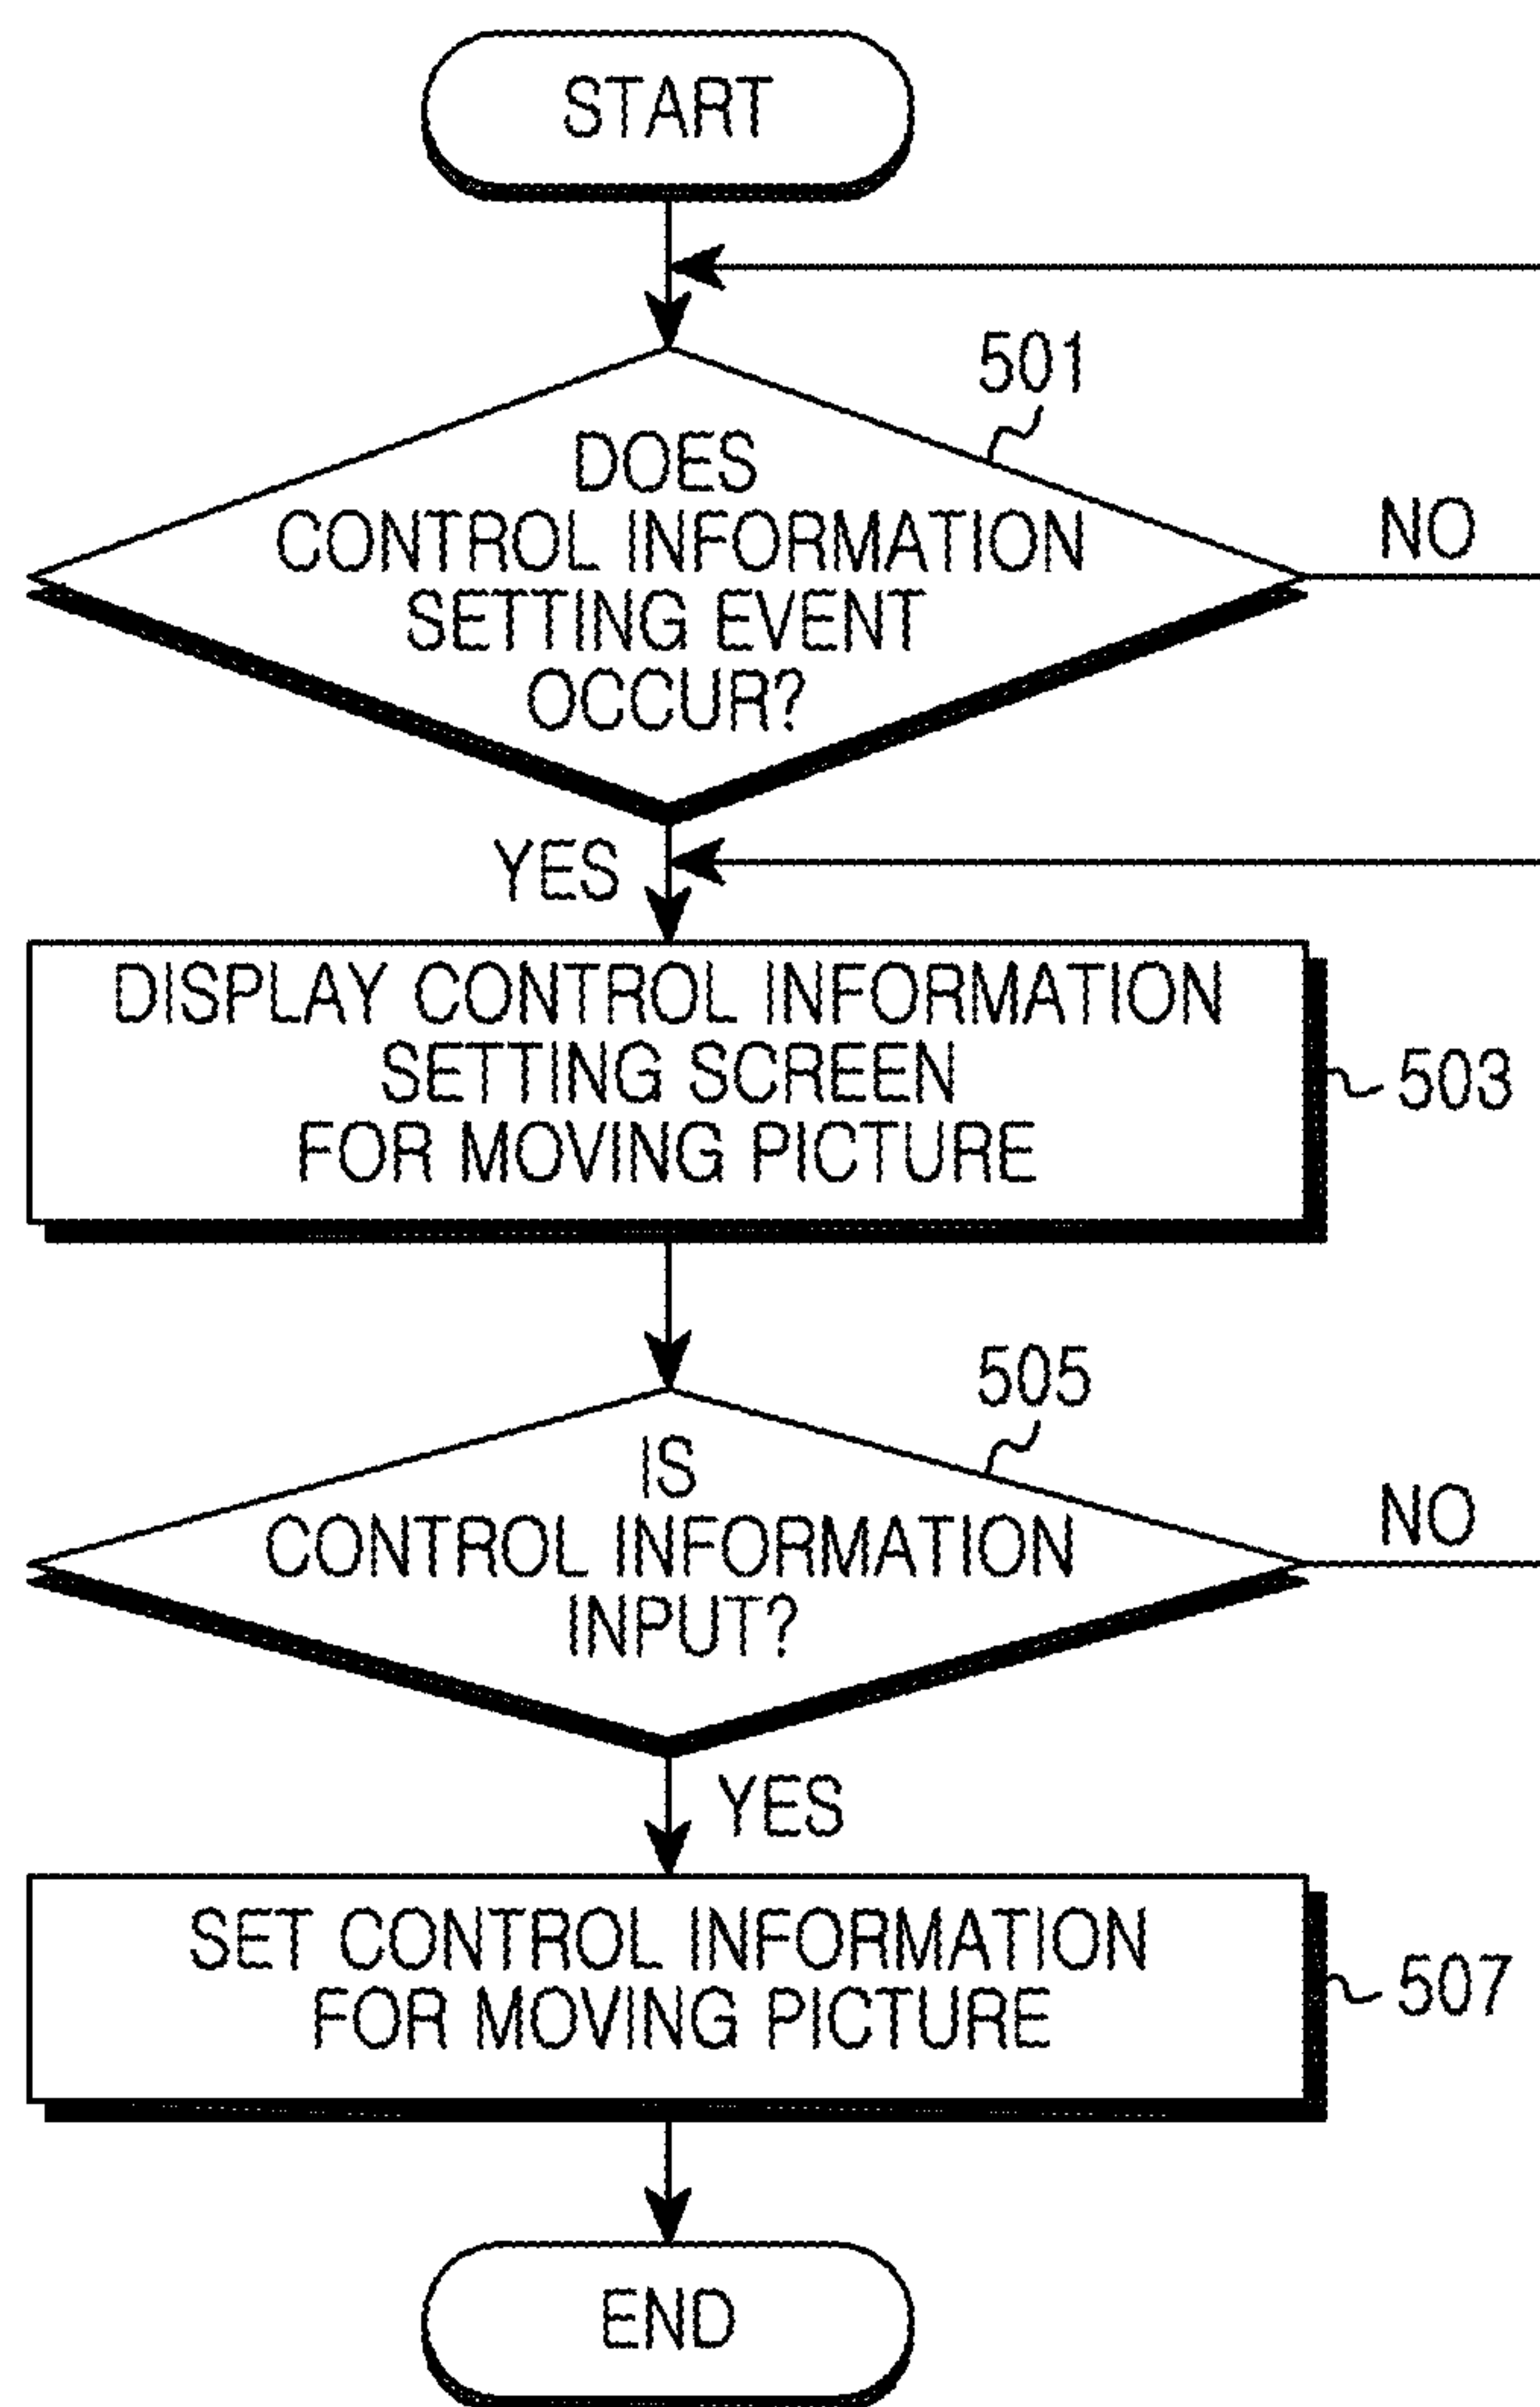 START
501
DOES
CONTROL INFORMATION
SETTING EVENT
OCCUR?
NO
YES
DISPLAY CONTROL INFORMATION
SETTING SCREEN
FOR MOVING PICTURE
503
505
IS
CONTROL INFORMATION
INPUT?
NO
YES
SET CONTROL INFORMATION
FOR MOVING PICTURE
507
END